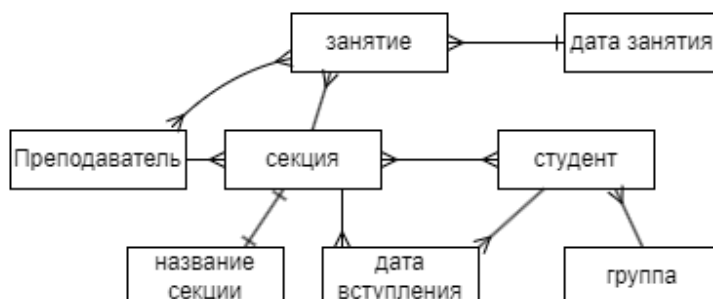 занятие
дата занятия
Преподаватель
секция
студент
название
секции
дата
вступления
группа